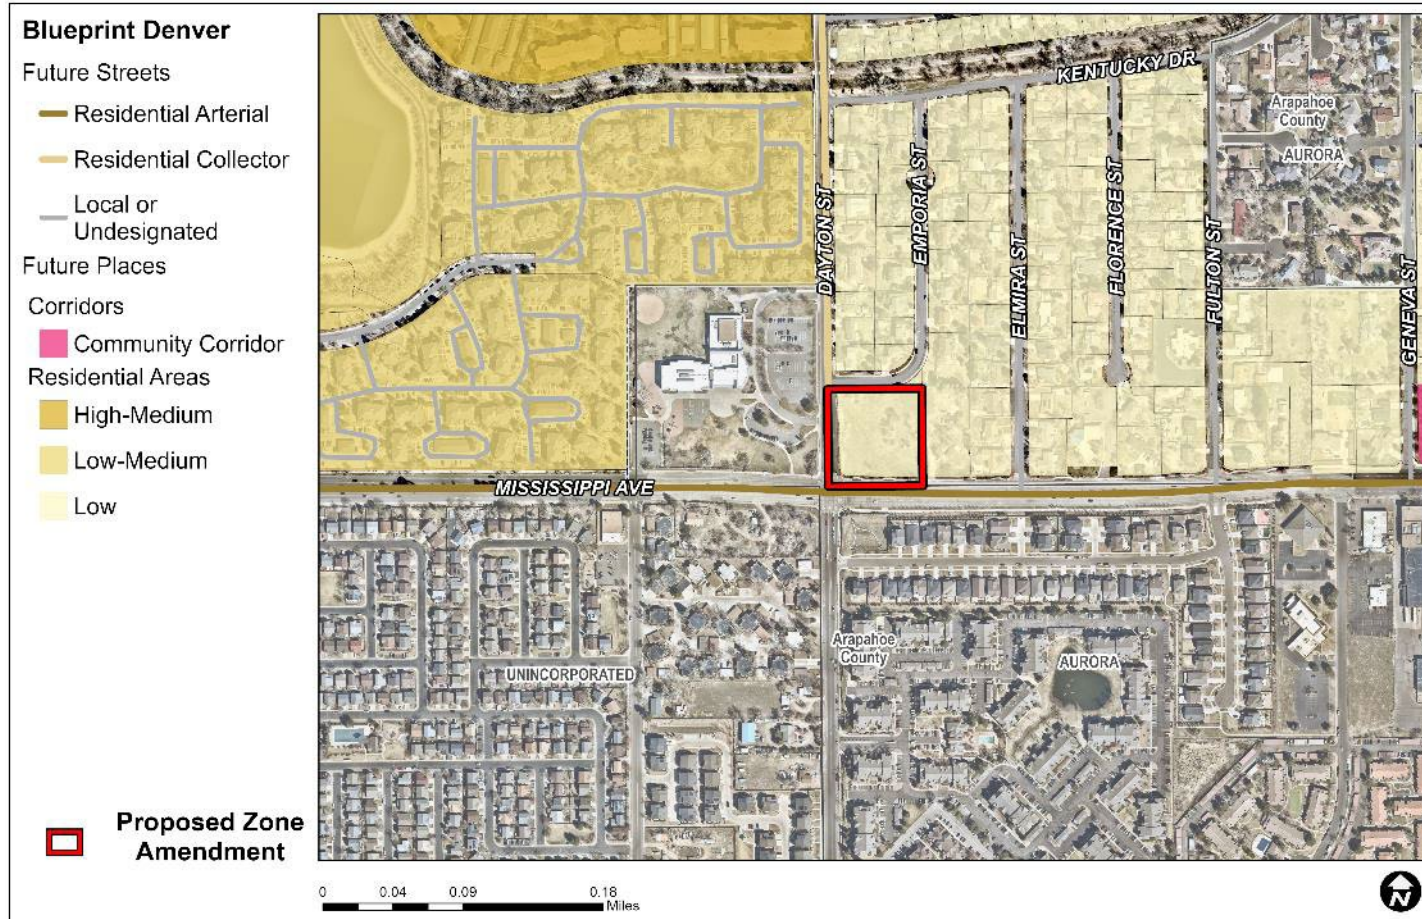 Blueprint Denver
Future Streets
Residential Arterial
Residential Collector
Local or
Undesignated
Future Places
Corridors
Community Corridor
Residential Areas
High-Medium
Low-Medium
Low
Proposed Zone
Amendment
KENTUCKY DR
Arapahoe
County
AURORA
DAYTON ST
EMPORIA ST
ELMIRA ST
FLORENCE ST
FULTON ST
GENEVA ST
MISSISSIPPI AVE
UNINCORPORATED
Arapahoe
County
AURORA
0 0.04 0.09 0.18
Miles
N